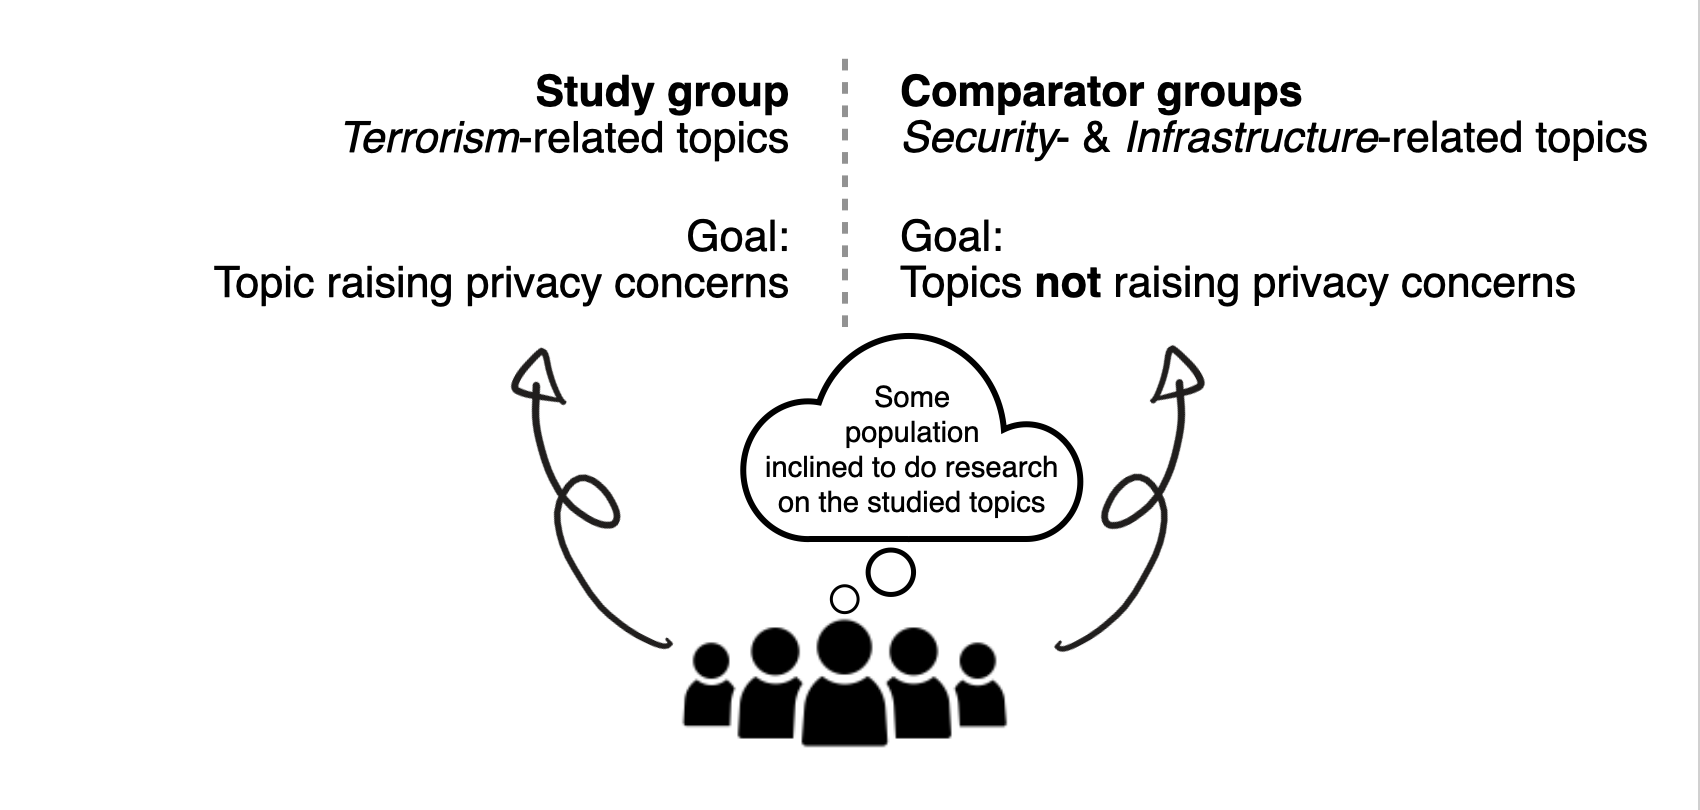 Study group
Terrorism-related topics
Goal:
Topic raising privacy concerns
Comparator groups
Security- & Infrastructure-related topics
Goal:
Topics not raising privacy concerns
Some
population
inclined to do research
on the studied topics